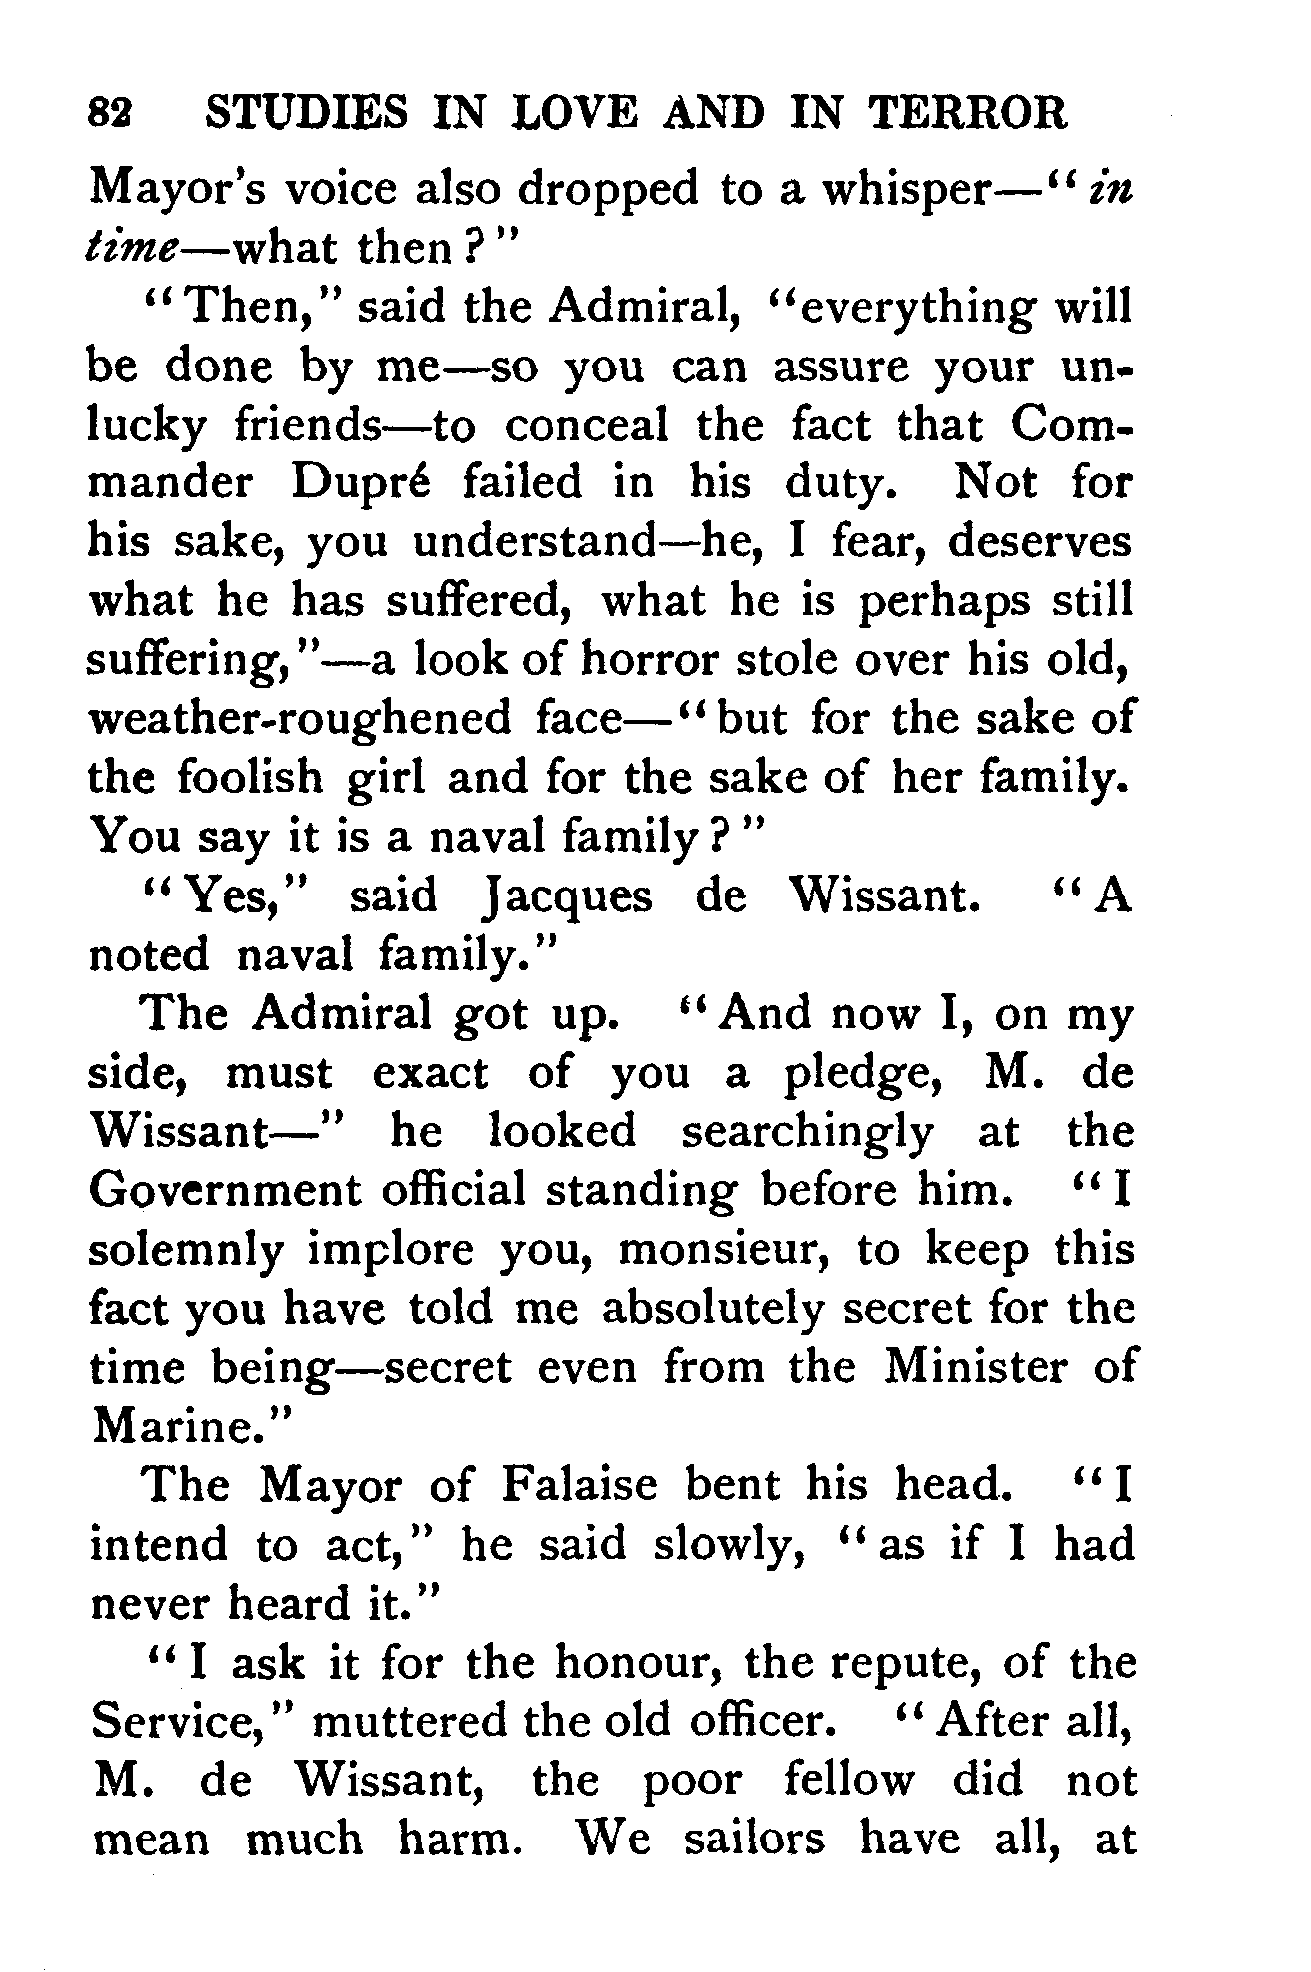 82 STUDIES IN LOVE AND IN TERROR
Mayor's voice also dropped to a whisper—"in
time—what then?"
"Then," said the Admiral, "everything will
be done by me—so you can assure your un-
lucky friends—to conceal the fact that Com-
mander Dupré failed in his duty. Not for
his sake, you understand—he, I fear, deserves
what he has suffered, what he is perhaps still
suffering,"—a look of horror stole over his old,
weather-roughened face—"but for the sake of
the foolish girl and for the sake of her family.
You say it is a naval family?"
"Yes," said Jacques de Wissant. "A
noted naval family."
The Admiral got up. "And now I, on my
side, must exact of you a pledge, M. de
Wissant—" he looked searchingly at the
Government official standing before him. "I
solemnly implore you, monsieur, to keep this
fact you have told me absolutely secret for the
time being—secret even from the Minister of
Marine."
The Mayor of Falaise bent his head. "I
intend to act," he said slowly, "as if I had
never heard it."
"I ask it for the honour, the repute, of the
Service," muttered the old officer. "After all,
M. de Wissant, the poor fellow did not
mean much harm. We sailors have all, at